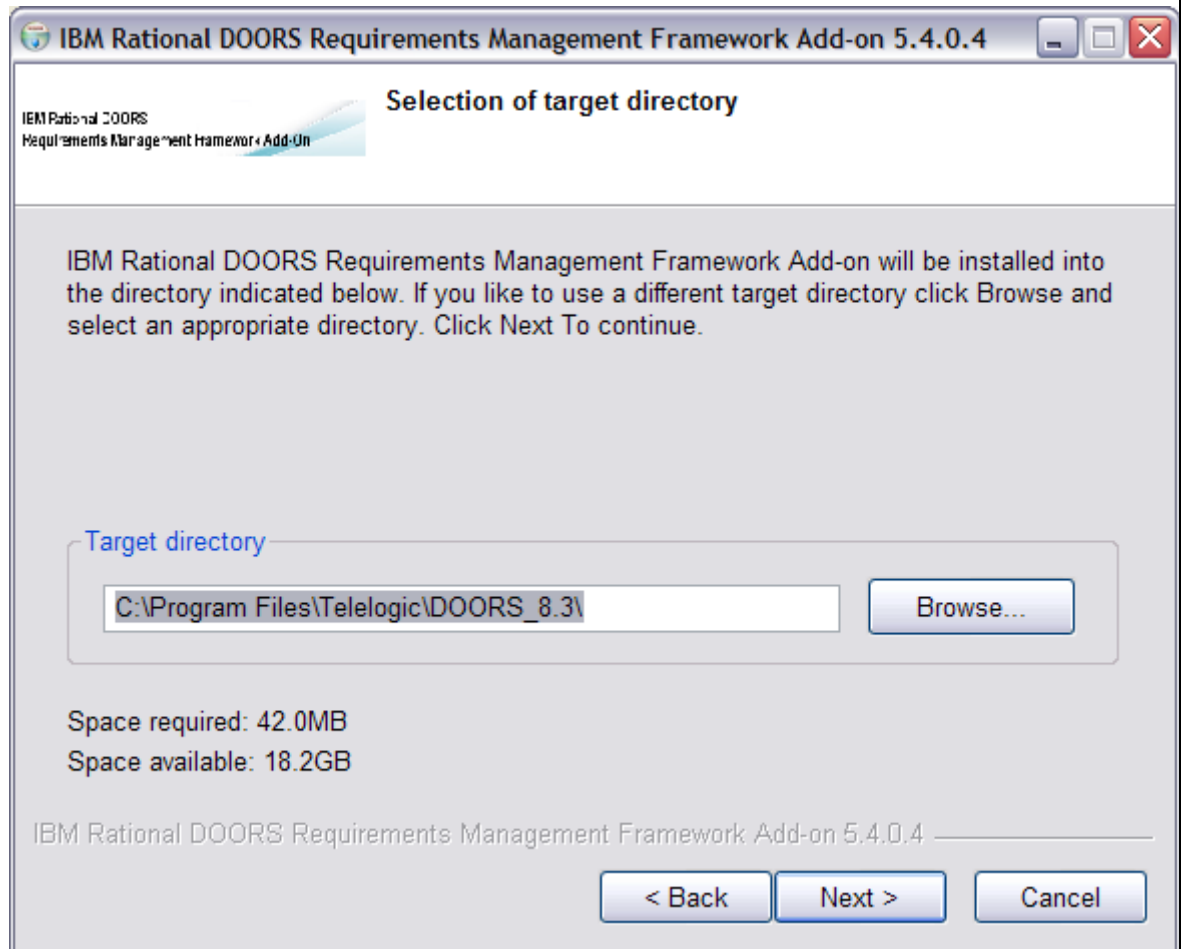 IBM Rational DOORS Requirements Management Framework Add-on 5.4.0.4
IBM Rational DOORS
Requirements Management Framework Add-On
Selection of target directory
IBM Rational DOORS Requirements Management Framework Add-on will be installed into
the directory indicated below. If you like to use a different target directory click Browse and
select an appropriate directory. Click Next To continue.
Target directory
C:\Program Files\Telelogic\DOORS_8.3\
Browse...
Space required: 42.0MB
Space available: 18.2GB
IBM Rational DOORS Requirements Management Framework Add-on 5.4.0.4
< Back
Next >
Cancel